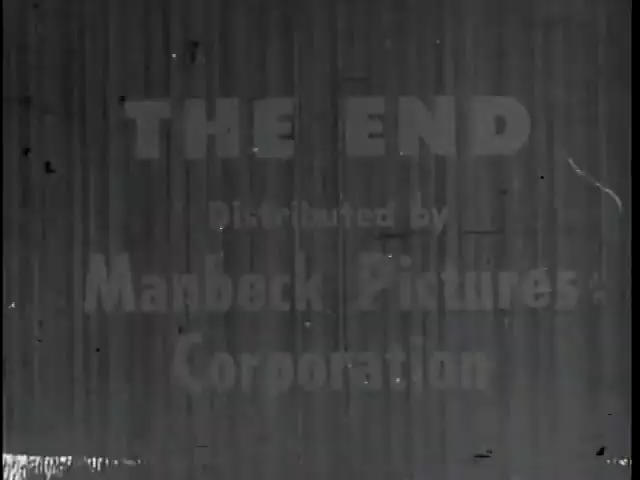 THE END
Distributed by
Manbeck Pictures
Corporation